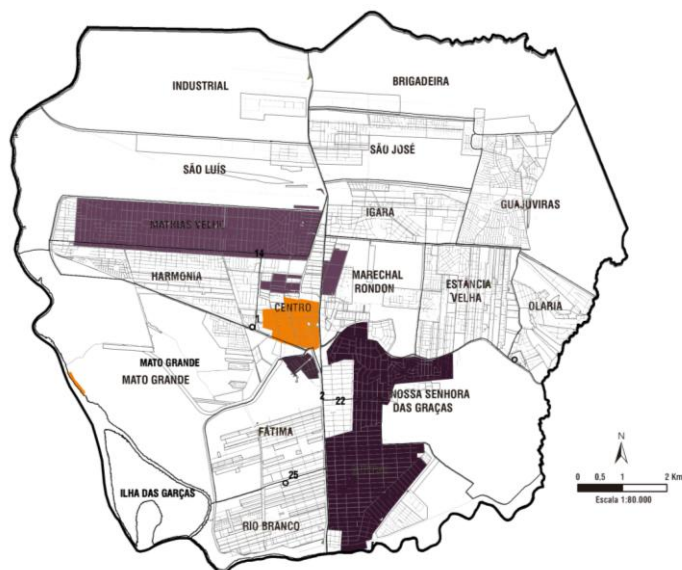 INDUSTRIAL
BRIGADEIRA
SÃO JOSÉ
SÃO LUÍS
GUAJUVIRAS
IGARA
MATHIAS VELHO
14
HARMONIA
MARECHAL
RONDON
ESTANCIA
VELHA
OLARIA
CENTRO
1
MATO GRANDE
MATO GRANDE
2
2
22
NOSSA SENHORA
DAS GRAÇAS
FÁTIMA
25
ILHA DAS GARÇAS
RIO BRANCO
N
0 0,5 1 2 Km
Escala 1:80.000